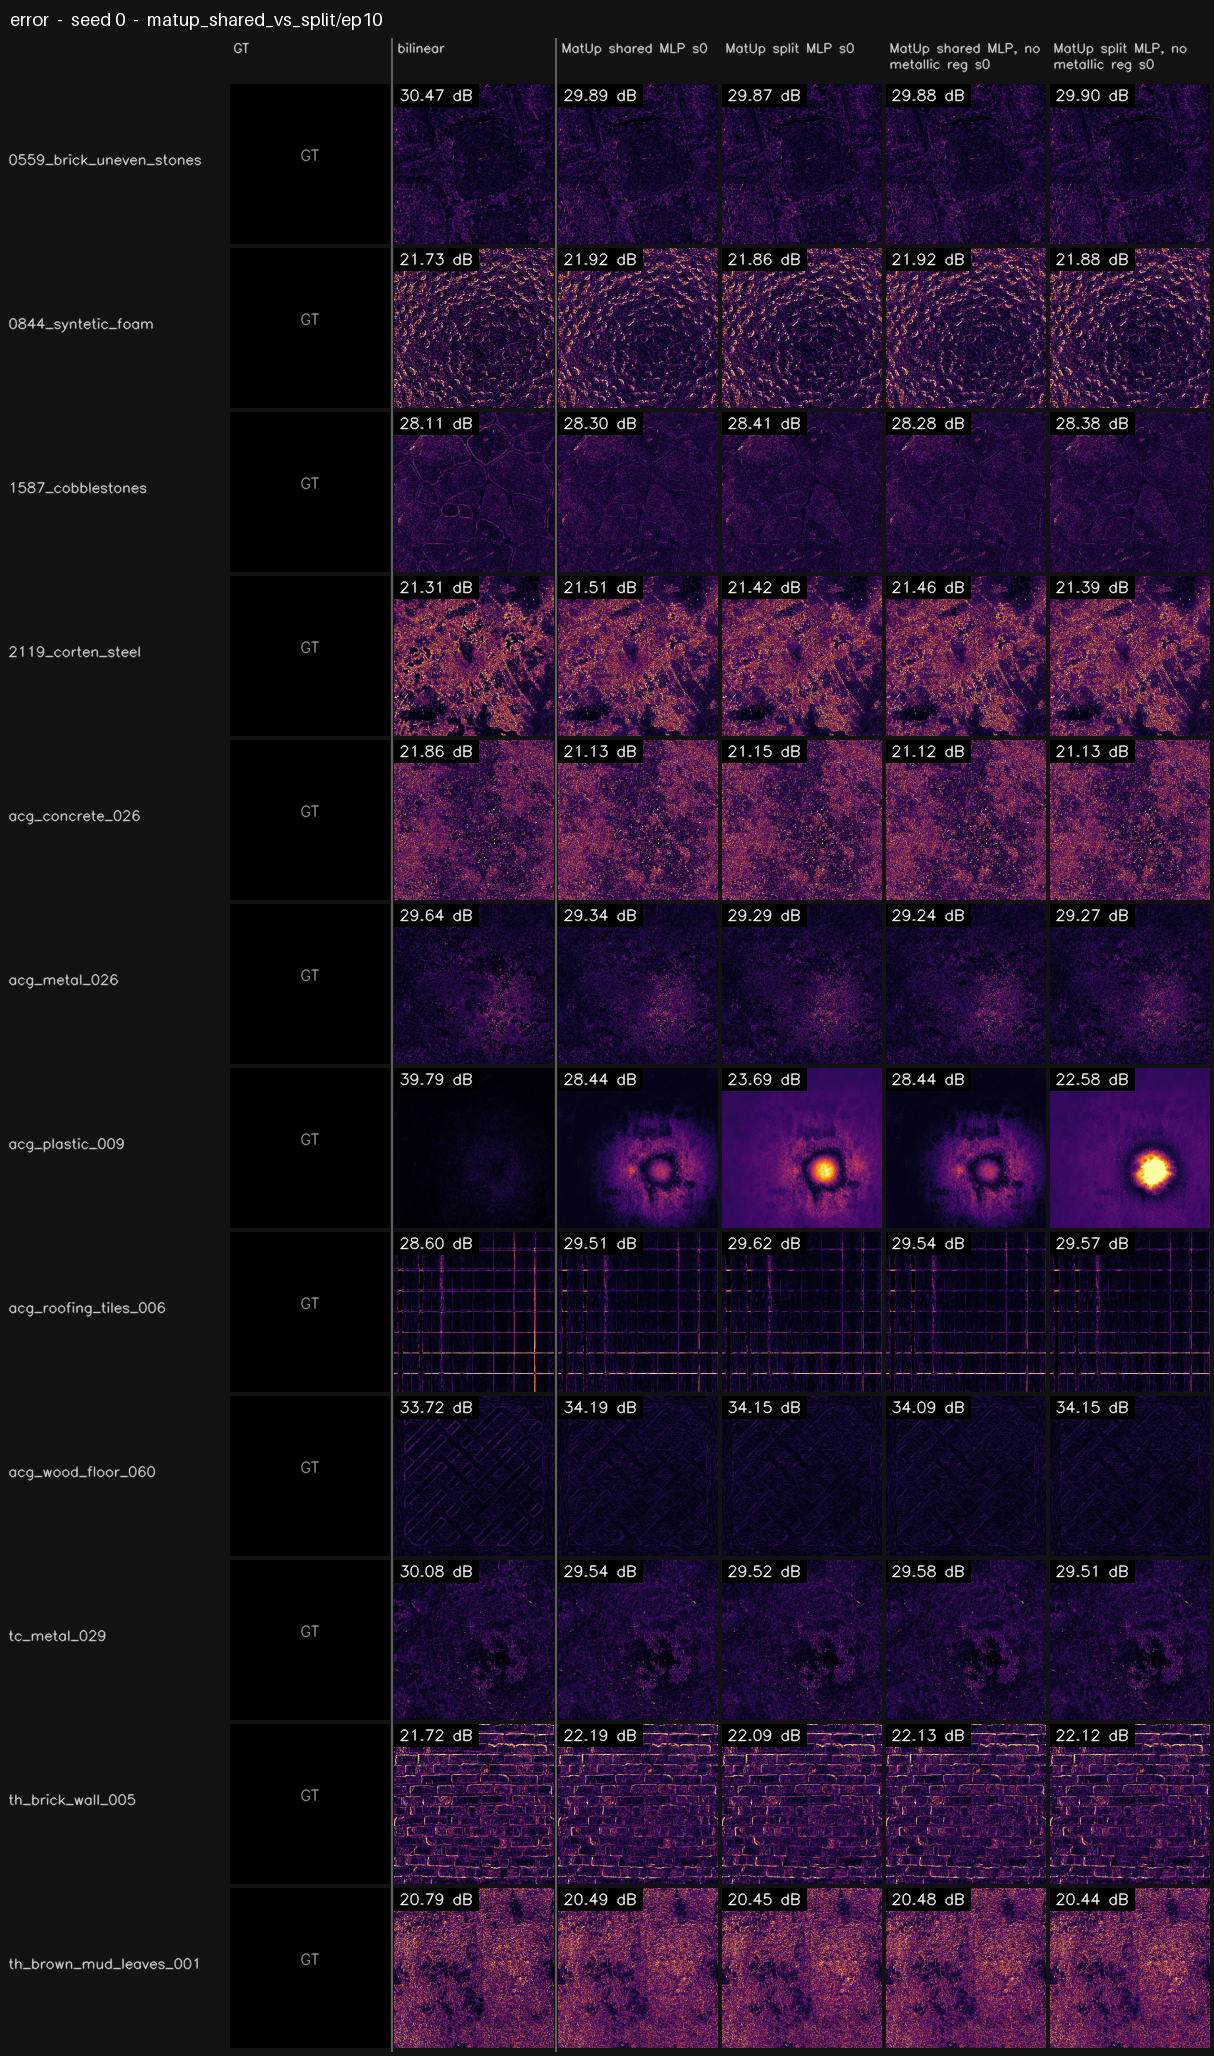 error - seed 0 - matup_shared_vs_split/ep10
GT
bilinear
MatUp shared MLP s0
MatUp split MLP s0
MatUp shared MLP, no
metallic reg s0
MatUp split MLP, no
metallic reg s0
0559_brick_uneven_stones
GT
30.47 dB
29.89 dB
29.87 dB
29.88 dB
29.90 dB
0844_syntetic_foam
GT
21.73 dB
21.92 dB
21.86 dB
21.92 dB
21.88 dB
1587_cobblestones
GT
28.11 dB
28.30 dB
28.41 dB
28.28 dB
28.38 dB
2119_corten_steel
GT
21.31 dB
21.51 dB
21.42 dB
21.46 dB
21.39 dB
acg_concrete_026
GT
21.86 dB
21.13 dB
21.15 dB
21.12 dB
21.13 dB
acg_metal_026
GT
29.64 dB
29.34 dB
29.29 dB
29.24 dB
29.27 dB
acg_plastic_009
GT
39.79 dB
28.44 dB
23.69 dB
28.44 dB
22.58 dB
acg_roofing_tiles_006
GT
28.60 dB
29.51 dB
29.62 dB
29.54 dB
29.57 dB
acg_wood_floor_060
GT
33.72 dB
34.19 dB
34.15 dB
34.09 dB
34.15 dB
tc_metal_029
GT
30.08 dB
29.54 dB
29.52 dB
29.58 dB
29.51 dB
th_brick_wall_005
GT
21.72 dB
22.19 dB
22.09 dB
22.13 dB
22.12 dB
th_brown_mud_leaves_001
GT
20.79 dB
20.49 dB
20.45 dB
20.48 dB
20.44 dB